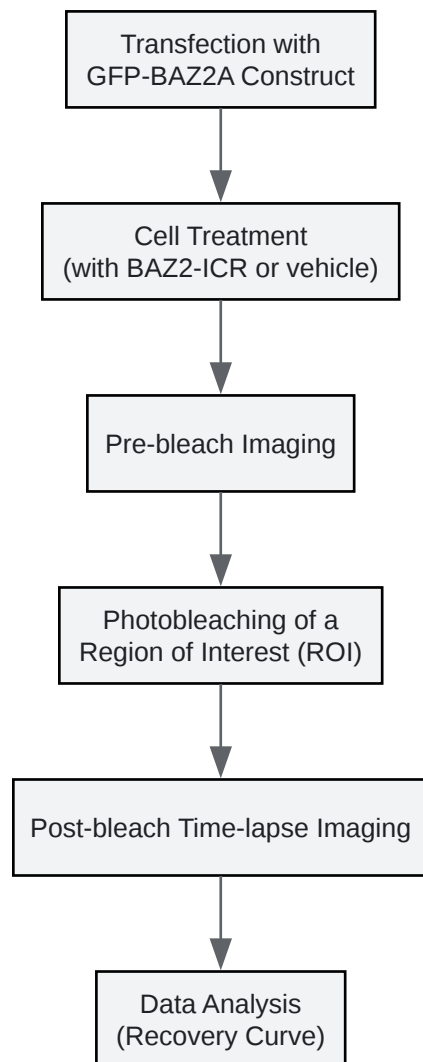 Transfection with
GFP-BAZ2A Construct
Cell Treatment
(with BAZ2-ICR or vehicle)
Pre-bleach Imaging
Photobleaching of a
Region of Interest (ROI)
Post-bleach Time-lapse Imaging
Data Analysis
(Recovery Curve)